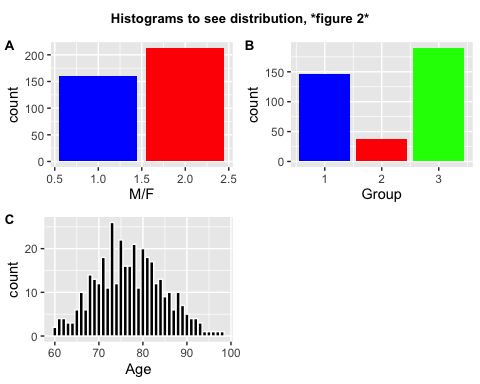 Histograms to see distribution, *figure 2*
A
count
200
150
100
50
0
0.5 1.0 1.5 2.0 2.5
M/F
B
count
150
100
50
0
1 2 3
Group
C
count
20
10
0
60 70 80 90 100
Age